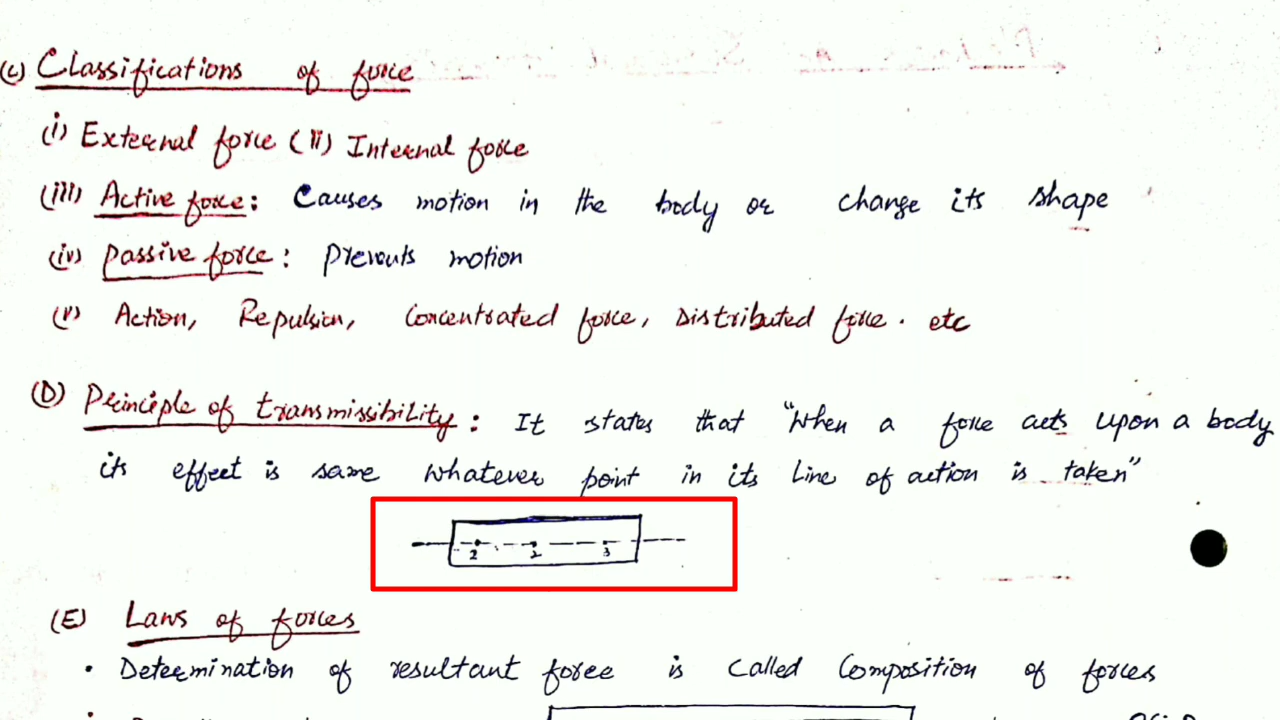 (C) Classifications of force
(i) External force (ii) Internal force
(iii) Active force: Causes motion in the body or change its shape
(iv) Passive force: Prevents motion
(v) Action, Repulsion, Concentrated force, Distributed force. etc
(D) Principle of transmissibility: It states that "When a force acts upon a body
its effect is same whatever point in its line of action is taken"
2 2 3
(E) Laws of forces
• Determination of resultant force is called Composition of forces